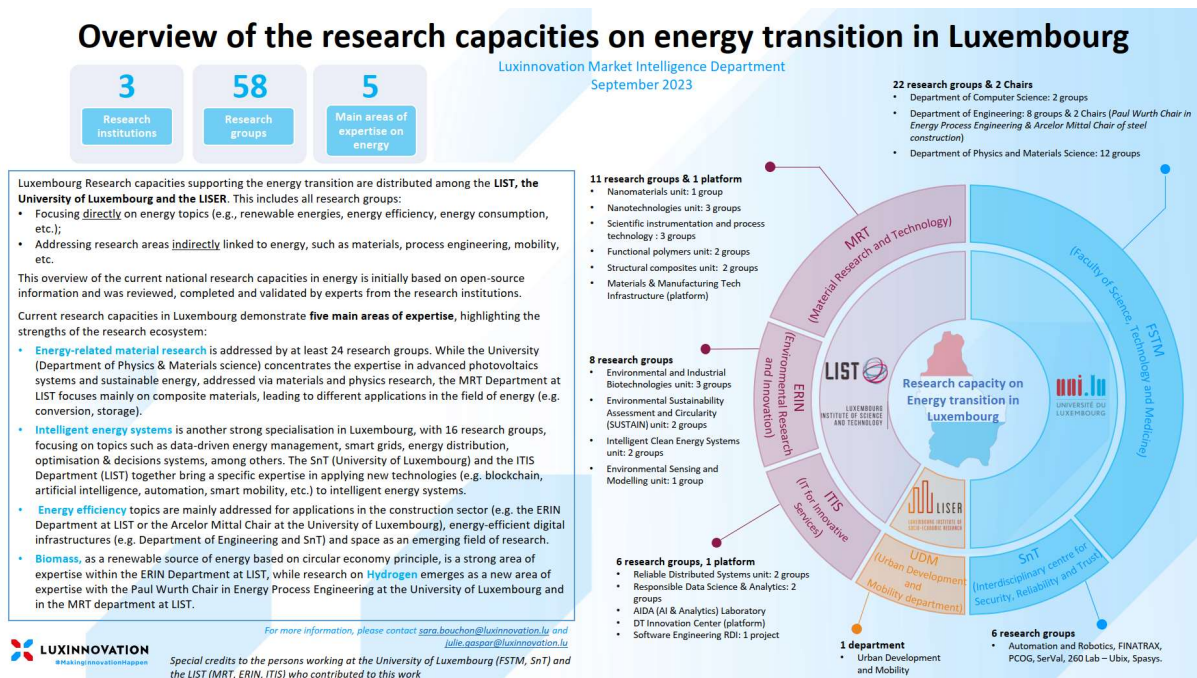 Overview of the research capacities on energy transition in Luxembourg
Luxinnovation Market Intelligence Department
September 2023
3
Research
institutions
58
Research
groups
5
Main areas of
expertise on
energy
Luxembourg Research capacities supporting the energy transition are distributed among the LIST, the
University of Luxembourg and the LISER. This includes all research groups:
• Focusing directly on energy topics (e.g., renewable energies, energy efficiency, energy consumption,
etc.);
• Addressing research areas indirectly linked to energy, such as materials, process engineering, mobility,
etc.
This overview of the current national research capacities in energy is initially based on open-source
information and was reviewed, completed and validated by experts from the research institutions.
Current research capacities in Luxembourg demonstrate five main areas of expertise, highlighting the
strengths of the research ecosystem:
• Energy-related material research is addressed by at least 24 research groups. While the University
(Department of Physics & Materials science) concentrates the expertise in advanced photovoltaics
systems and sustainable energy, addressed via materials and physics research, the MRT Department at
LIST focuses mainly on composite materials, leading to different applications in the field of energy (e.g.
conversion, storage).
• Intelligent energy systems is another strong specialisation in Luxembourg, with 16 research groups,
focusing on topics such as data-driven energy management, smart grids, energy distribution,
optimisation & decisions systems, among others. The SnT (University of Luxembourg) and the ITIS
Department (LIST) together bring a specific expertise in applying new technologies (e.g. blockchain,
artificial intelligence, automation, smart mobility, etc.) to intelligent energy systems.
• Energy efficiency topics are mainly addressed for applications in the construction sector (e.g. the ERIN
Department at LIST or the Arcelor Mittal Chair at the University of Luxembourg), energy-efficient digital
infrastructures (e.g. Department of Engineering and SnT) and space as an emerging field of research.
• Biomass, as a renewable source of energy based on circular economy principle, is a strong area of
expertise within the ERIN Department at LIST, while research on Hydrogen emerges as a new area of
expertise with the Paul Wurth Chair in Energy Process Engineering at the University of Luxembourg and
in the MRT department at LIST.
LUXINNOVATION
#MakingInnovationHappen
For more information, please contact sara.bouchon@luxinnovation.lu and
julie.gaspar@luxinnovation.lu
Special credits to the persons working at the University of Luxembourg (FSTM, SnT) and
the LIST (MRT, ERIN, ITIS) who contributed to this work
22 research groups & 2 Chairs
• Department of Computer Science: 2 groups
• Department of Engineering: 8 groups & 2 Chairs (Paul Wurth Chair in
Energy Process Engineering & Arcelor Mittal Chair of steel
construction)
• Department of Physics and Materials Science: 12 groups
11 research groups & 1 platform
• Nanomaterials unit: 1 group
• Nanotechnologies unit: 3 groups
• Scientific instrumentation and process
technology : 3 groups
• Functional polymers unit: 2 groups
• Structural composites unit: 2 groups
• Materials & Manufacturing Tech
Infrastructure (platform)
8 research groups
• Environmental and Industrial
Biotechnologies unit: 3 groups
• Environmental Sustainability
Assessment and Circularity
(SUSTAIN) unit: 2 groups
• Intelligent Clean Energy Systems
unit: 2 groups
• Environmental Sensing and
Modelling unit: 1 group
6 research groups, 1 platform
• Reliable Distributed Systems unit: 2 groups
• Responsible Data Science & Analytics: 2
groups
• AIDA (AI & Analytics) Laboratory
• DT Innovation Center (platform)
• Software Engineering RDI: 1 project
1 department
• Urban Development
and Mobility
6 research groups
• Automation and Robotics, FINATRAX,
PCOG, SerVal, 260 Lab – Ubix, Spasys.
MRT
(Material Research and Technology)
ERIN
(Environmental Research
and Innovation)
ITIS
(IT for Innovative
Services)
UDM
(Urban Development
and
Mobility department)
SnT
(Interdisciplinary centre for
Security, Reliability and Trust)
FSTM
(Faculty of Science, Technology and Medicine)
LIST
LUXEMBOURG
INSTITUTE OF SCIENCE
AND TECHNOLOGY
Research capacity on
Energy transition in
Luxembourg
uni.lu
UNIVERSITÉ DU
LUXEMBOURG
LISER
LUXEMBOURG INSTITUTE OF
SOCIO-ECONOMIC RESEARCH